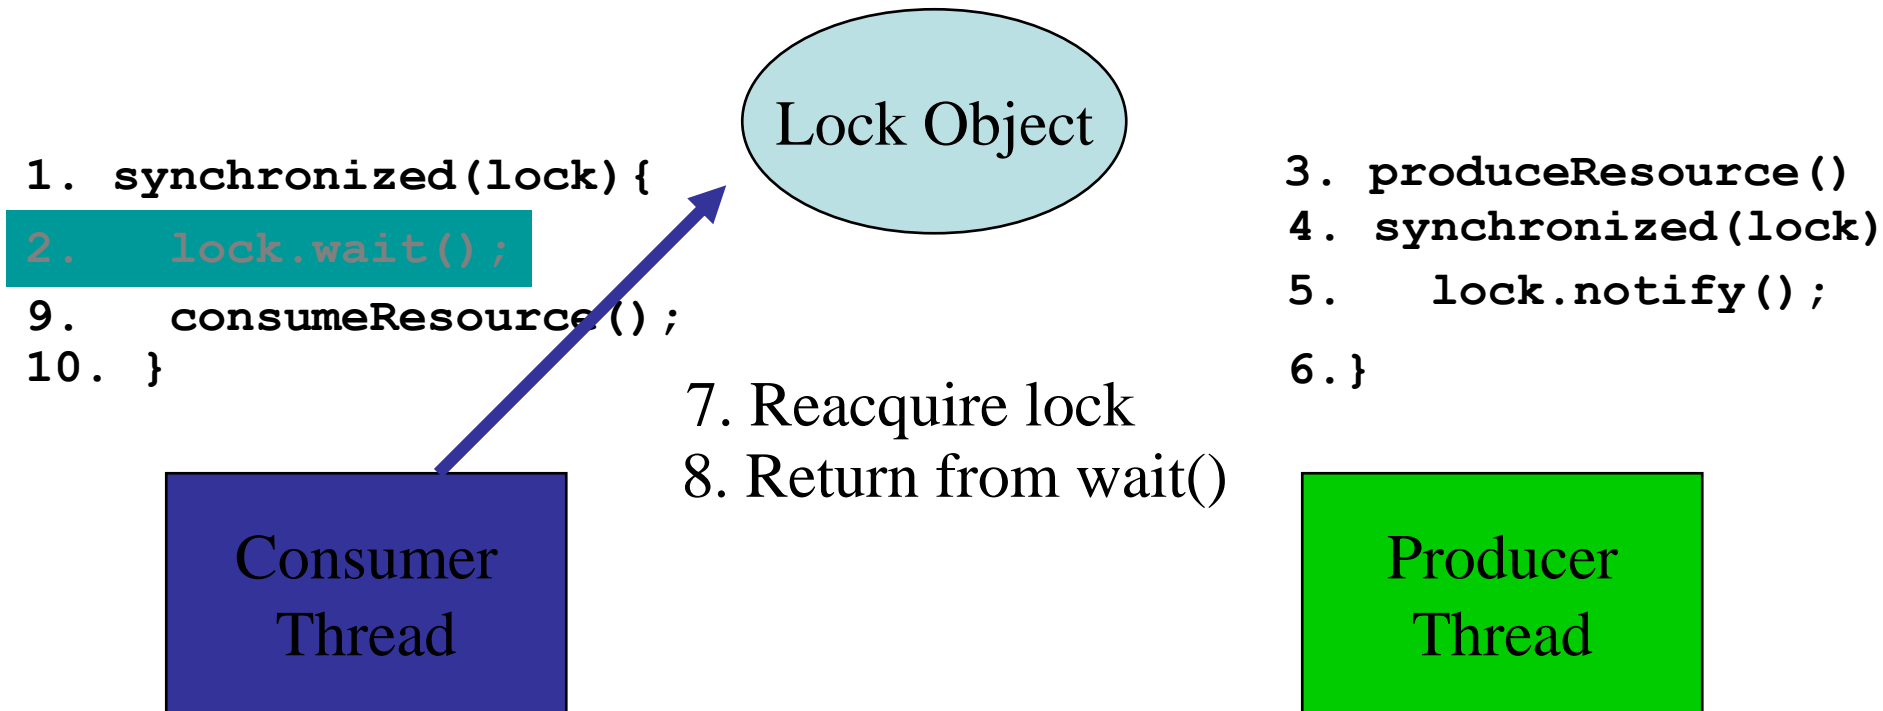 Lock Object
1. synchronized(lock){
2. lock.wait();
9. consumeResource();
10. }
3. produceResource()
4. synchronized(lock)
5. lock.notify();
6.}
7. Reacquire lock
8. Return from wait()
Consumer
Thread
Producer
Thread